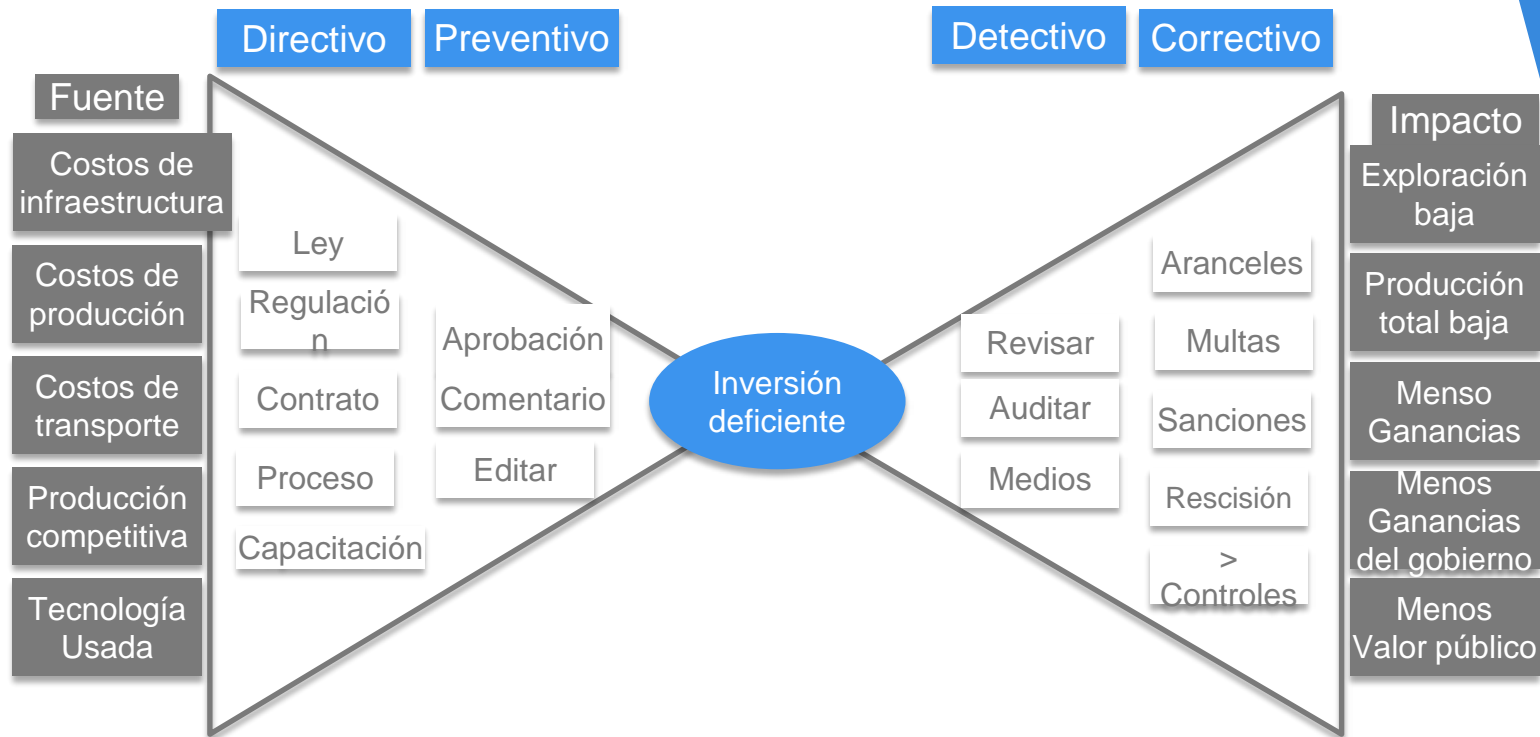 Directivo
Preventivo
Detectivo
Correctivo
Fuente
Costos de
infraestructura
Costos de
producción
Costos de
transporte
Producción
competitiva
Tecnología
Usada
Ley
Regulació
n
Contrato
Proceso
Capacitación
Aprobación
Comentario
Editar
Inversión
deficiente
Revisar
Auditar
Medios
Aranceles
Multas
Sanciones
Rescisión
>
Controles
Impacto
Exploración
baja
Producción
total baja
Menso
Ganancias
Menos
Ganancias
del gobierno
Menos
Valor público